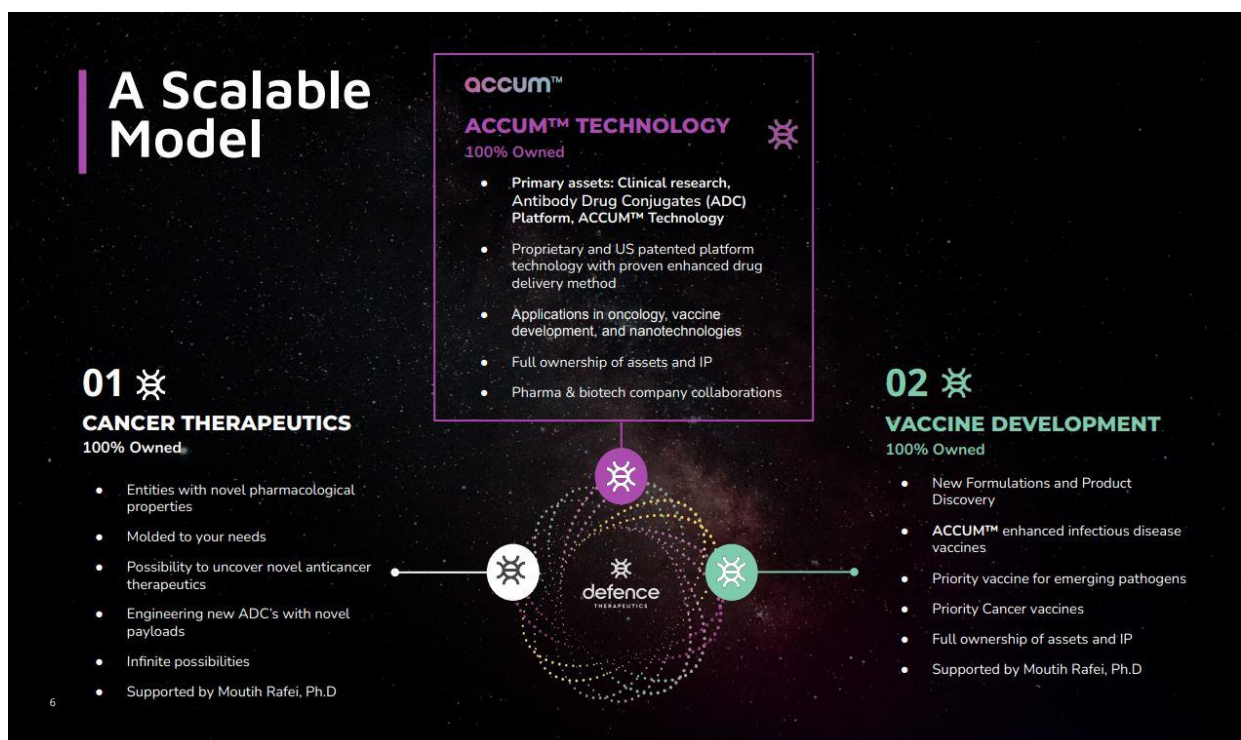 A Scalable
Model
accum™
ACCUM™ TECHNOLOGY
100% Owned
● Primary assets: Clinical research,
Antibody Drug Conjugates (ADC)
Platform, ACCUM™ Technology
● Proprietary and US patented platform
technology with proven enhanced drug
delivery method
● Applications in oncology, vaccine
development, and nanotechnologies
● Full ownership of assets and IP
● Pharma & biotech company collaborations
01
CANCER THERAPEUTICS
100% Owned
● Entities with novel pharmacological
properties
● Molded to your needs
● Possibility to uncover novel anticancer
therapeutics
● Engineering new ADC's with novel
payloads
● Infinite possibilities
● Supported by Moutih Rafei, Ph.D
defence
THERAPEUTICS
02
VACCINE DEVELOPMENT
100% Owned
● New Formulations and Product
Discovery
● ACCUM™ enhanced infectious disease
vaccines
● Priority vaccine for emerging pathogens
● Priority Cancer vaccines
● Full ownership of assets and IP
● Supported by Moutih Rafei, Ph.D
6